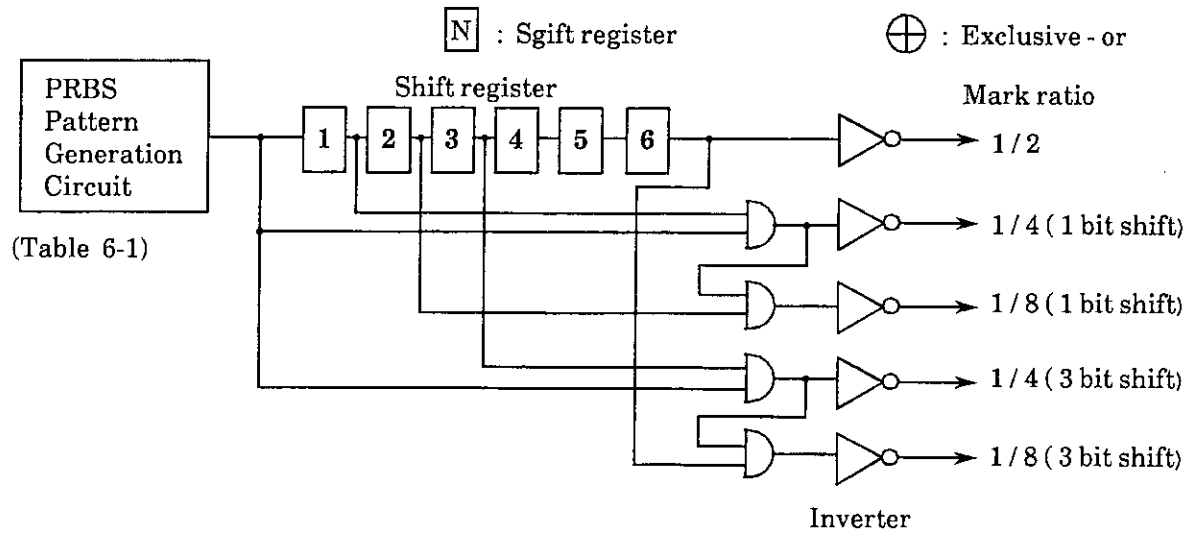 N : Sgift register
: Exclusive - or
PRBS
Pattern
Generation
Circuit
(Table 6-1)
Shift register
1 2 3 4 5 6
Mark ratio
1 / 2
1 / 4 ( 1 bit shift)
1 / 8 ( 1 bit shift)
1 / 4 ( 3 bit shift)
1 / 8 ( 3 bit shift)
Inverter